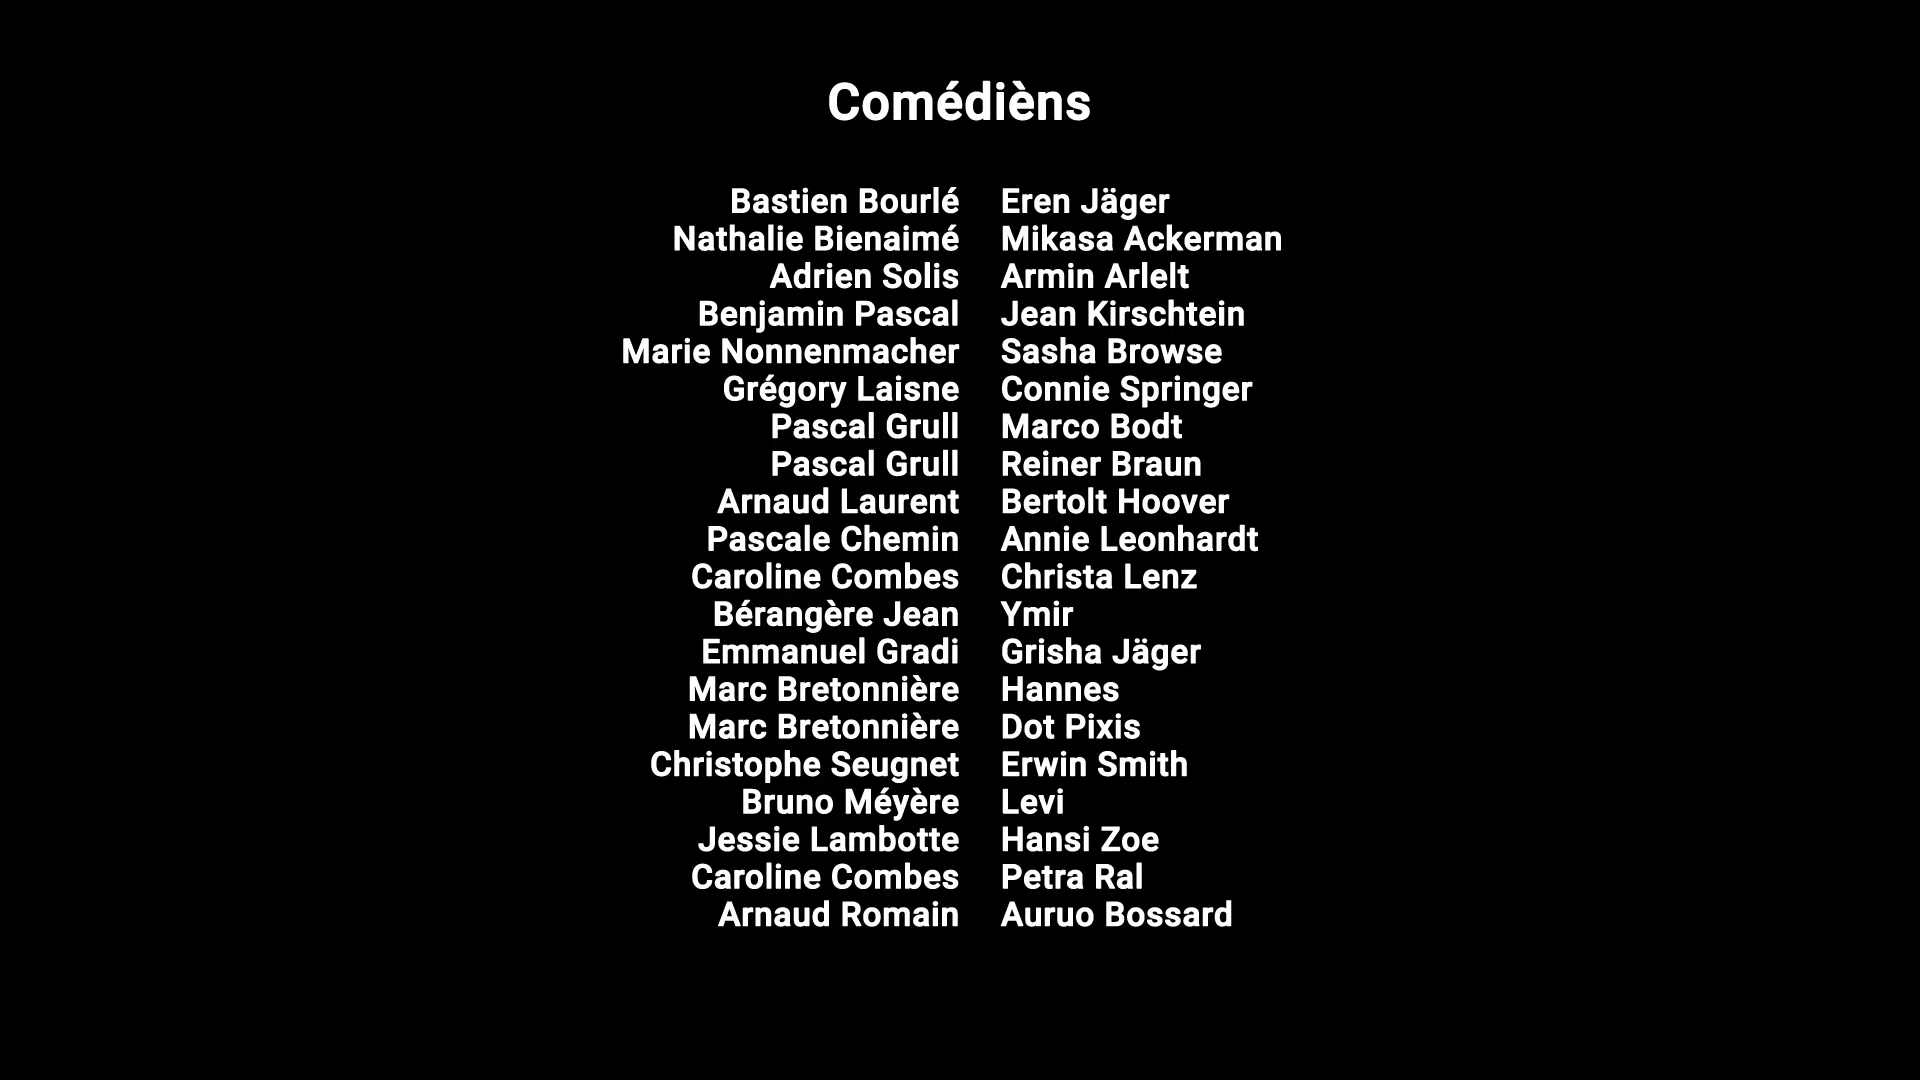 Comédièns
Bastien Bourlé Eren Jäger
Nathalie Bienaimé Mikasa Ackerman
Adrien Solis Armin Arlelt
Benjamin Pascal Jean Kirschtein
Marie Nonnenmacher Sasha Browse
Grégory Laisne Connie Springer
Pascal Grull Marco Bodt
Pascal Grull Reiner Braun
Arnaud Laurent Bertolt Hoover
Pascale Chemin Annie Leonhardt
Caroline Combes Christa Lenz
Bérangère Jean Ymir
Emmanuel Gradi Grisha Jäger
Marc Bretonnière Hannes
Marc Bretonnière Dot Pixis
Christophe Seugnet Erwin Smith
Bruno Méyère Levi
Jessie Lambotte Hansi Zoe
Caroline Combes Petra Ral
Arnaud Romain Auruo Bossard